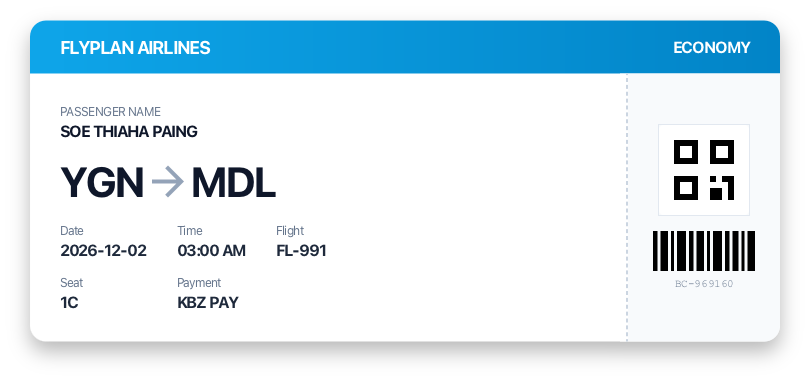 FLYPLAN AIRLINES
ECONOMY
PASSENGER NAME
SOE THIAHA PAING
YGN → MDL
Date Time Flight
2026-12-02 03:00 AM FL-991
Seat Payment
1C KBZ PAY
BC-969160